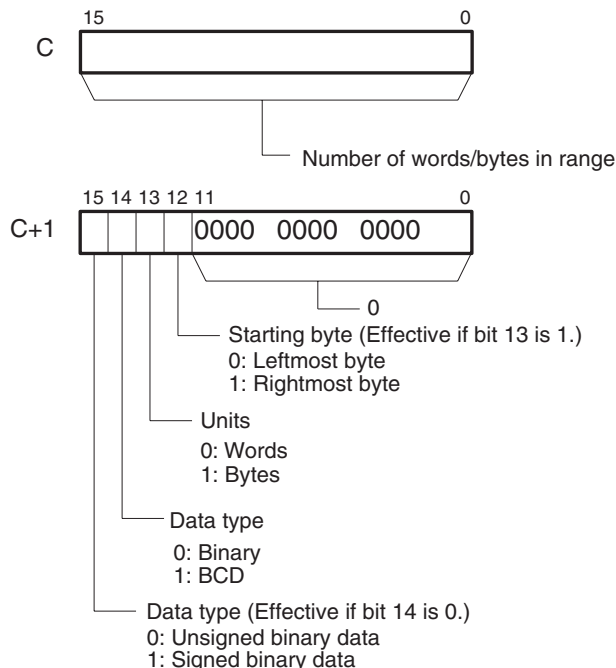 15 0
C
Number of words/bytes in range
15 14 13 12 11 0
C+1
0000 0000 0000
0
Starting byte (Effective if bit 13 is 1.)
0: Leftmost byte
1: Rightmost byte
Units
0: Words
1: Bytes
Data type
0: Binary
1: BCD
Data type (Effective if bit 14 is 0.)
0: Unsigned binary data
1: Signed binary data